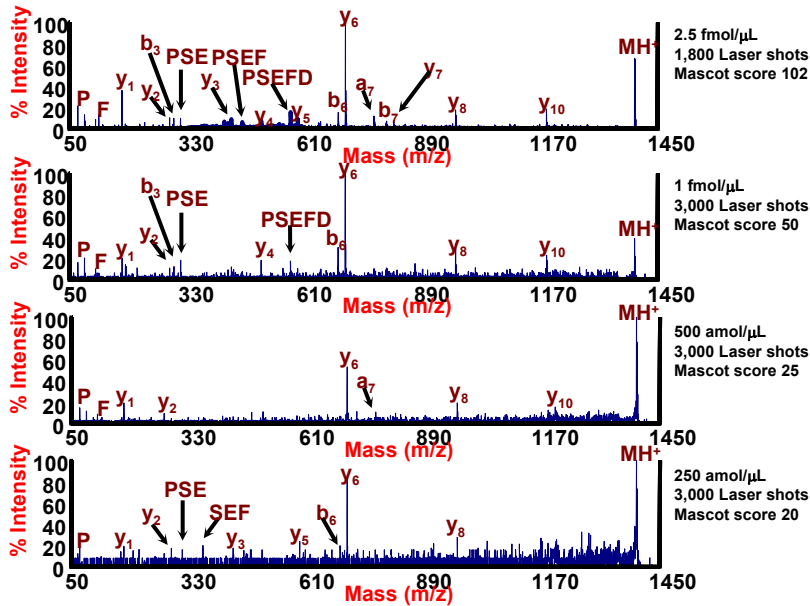 % Intensity
100
80
60
40
20
0
b3 PSE PSEF y3 PSEFD y6 y7 MH+
P F y1 y2 y4 y5 b6 a7 b7 y8 y10
50 330 610 890 1170 1450
Mass (m/z)
2.5 fmol/µL
1,800 Laser shots
Mascot score 102
% Intensity
100
80
60
40
20
0
b3 PSE PSEFD y6 MH+
P F y1 y2 y4 b6 y8 y10
50 330 610 890 1170 1450
Mass (m/z)
1 fmol/µL
3,000 Laser shots
Mascot score 50
% Intensity
100
80
60
40
20
0
MH+
P F y1 y2 y6 a7 y8 y10
50 330 610 890 1170 1450
Mass (m/z)
500 amol/µL
3,000 Laser shots
Mascot score 25
% Intensity
100
80
60
40
20
0
PSE SEF y6 MH+
P y1 y2 y3 y5 b6 y8
50 330 610 890 1170 1450
Mass (m/z)
250 amol/µL
3,000 Laser shots
Mascot score 20